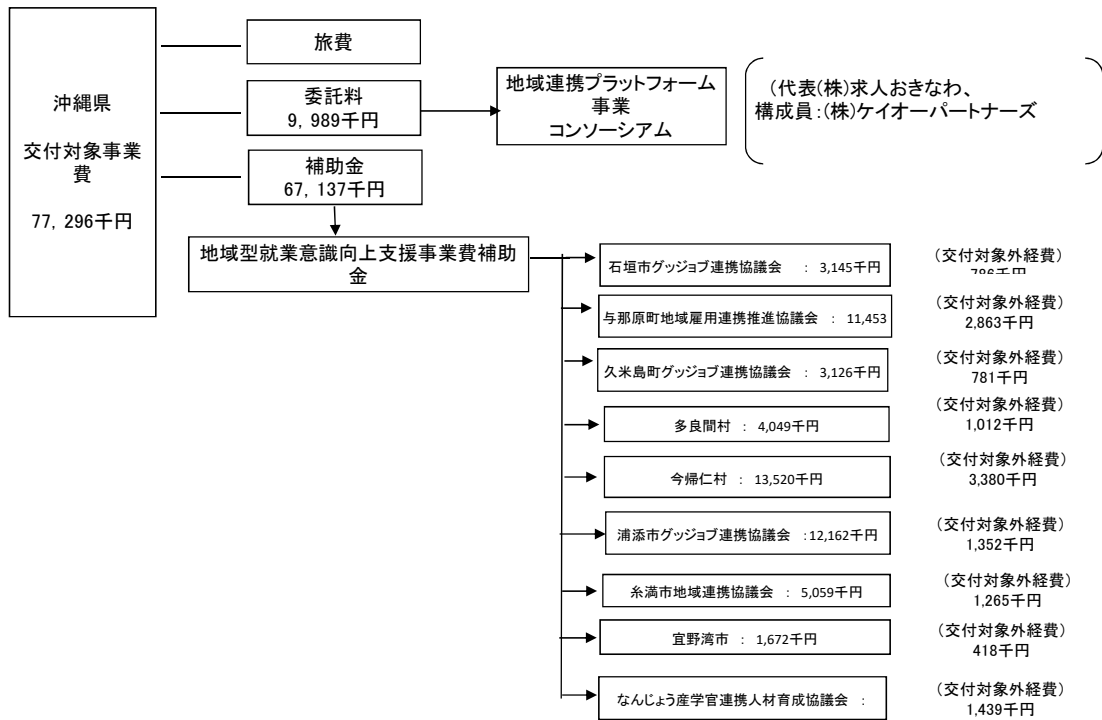 沖縄県
交付対象事業
費
77, 296千円
旅費
委託料
9, 989千円
補助金
67, 137千円
地域連携プラットフォーム
事業
コンソーシアム
(代表(株)求人おきなわ、
構成員:(株)ケイオーパートナーズ
地域型就業意識向上支援事業費補助
金
石垣市グッジョブ連携協議会 : 3,145千円
(交付対象外経費)
786千円
与那原町地域雇用連携推進協議会 : 11,453
(交付対象外経費)
2,863千円
久米島町グッジョブ連携協議会 : 3,126千円
(交付対象外経費)
781千円
多良間村 : 4,049千円
(交付対象外経費)
1,012千円
今帰仁村 : 13,520千円
(交付対象外経費)
3,380千円
浦添市グッジョブ連携協議会 :12,162千円
(交付対象外経費)
1,352千円
糸満市地域連携協議会 : 5,059千円
(交付対象外経費)
1,265千円
宜野湾市 : 1,672千円
(交付対象外経費)
418千円
なんじょう産学官連携人材育成協議会 :
(交付対象外経費)
1,439千円